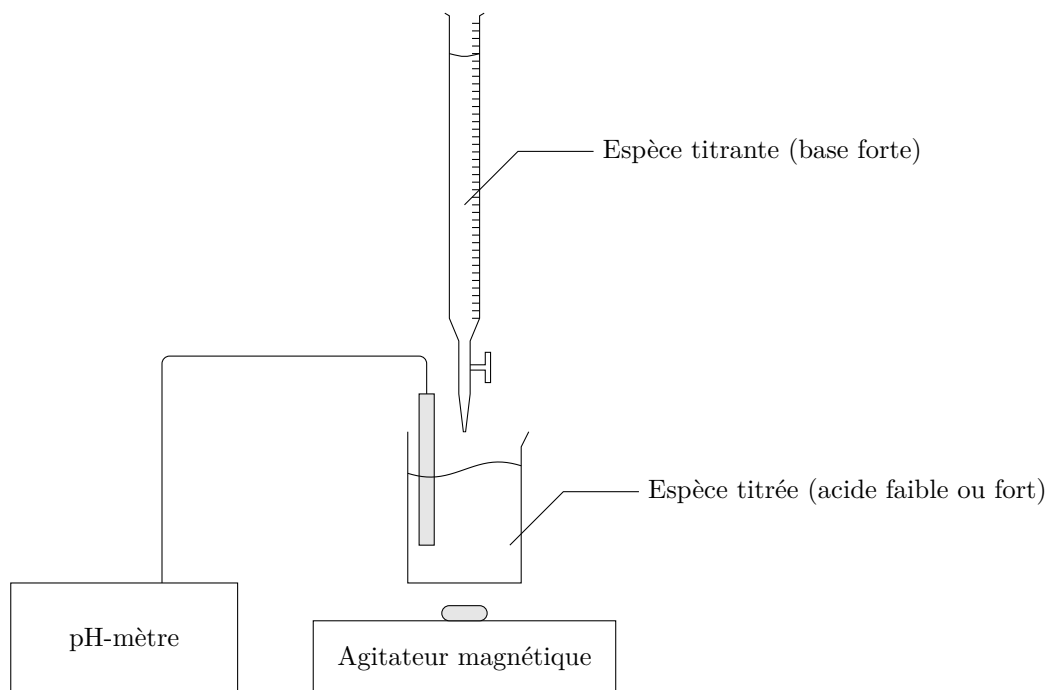 Espèce titrante (base forte)
Espèce titrée (acide faible ou fort)
pH-mètre
Agitateur magnétique